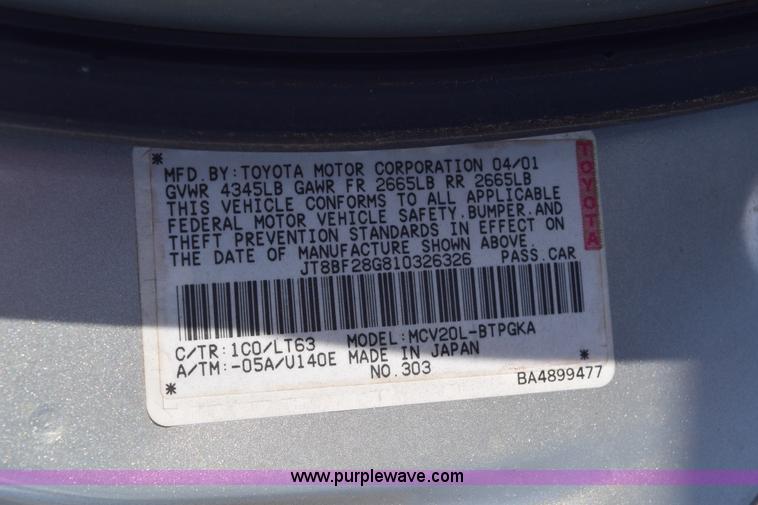 MFD.BY:TOYOTA MOTOR CORPORATION 04/01
GVWR 4345LB GAWR FR 2665LB RR 2665LB
THIS VEHICLE CONFORMS TO ALL APPLICABLE
FEDERAL MOTOR VEHICLE SAFETY,BUMPER,AND
THEFT PREVENTION STANDARDS IN EFFECT ON
THE DATE OF MANUFACTURE SHOWN ABOVE.
JT8BF28G810326326 PASS.CAR
TOYOTA
C/TR:1C0/LT63 MODEL:MCV20L-BTPGKA
A/TM:-05A/U140E MADE IN JAPAN
NO.303 BA4899477
www.purplewave.com